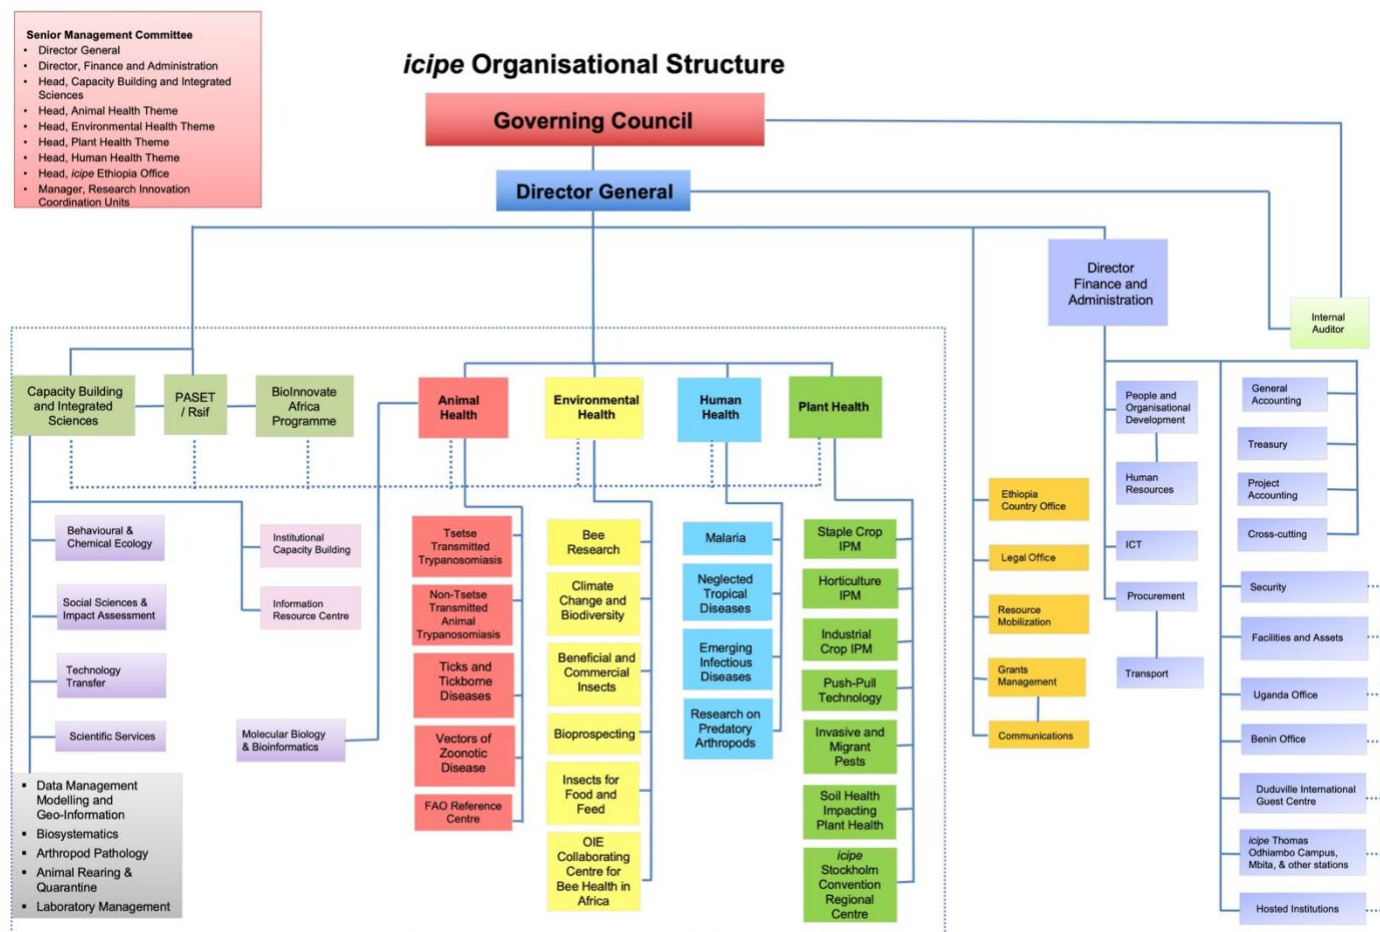 Senior Management Committee
• Director General
• Director, Finance and Administration
• Head, Capacity Building and Integrated
Sciences
• Head, Animal Health Theme
• Head, Environmental Health Theme
• Head, Plant Health Theme
• Head, Human Health Theme
• Head, icipe Ethiopia Office
• Manager, Research Innovation
Coordination Units
icipe Organisational Structure
Governing Council
Director General
Director
Finance and
Administration
Internal
Auditor
Capacity Building
and Integrated
Sciences
PASET
/ Rsif
BioInnovate
Africa
Programme
Animal
Health
Environmental
Health
Human
Health
Plant Health
Behavioural &
Chemical Ecology
Social Sciences &
Impact Assessment
Technology
Transfer
Scientific Services
▪ Data Management
Modelling and
Geo-Information
▪ Biosystematics
▪ Arthropod Pathology
▪ Animal Rearing &
Quarantine
▪ Laboratory Management
Institutional
Capacity Building
Information
Resource Centre
Molecular Biology
& Bioinformatics
Tsetse
Transmitted
Trypanosomiasis
Non-Tsetse
Transmitted
Animal
Trypanosomiasis
Ticks and
Tickborne
Diseases
Vectors of
Zoonotic
Disease
FAO Reference
Centre
Bee
Research
Climate
Change and
Biodiversity
Beneficial and
Commercial
Insects
Bioprospecting
Insects for
Food and
Feed
OIE
Collaborating
Centre for
Bee Health in
Africa
Malaria
Neglected
Tropical
Diseases
Emerging
Infectious
Diseases
Research on
Predatory
Arthropods
Staple Crop
IPM
Horticulture
IPM
Industrial
Crop IPM
Push-Pull
Technology
Invasive and
Migrant
Pests
Soil Health
Impacting
Plant Health
icipe
Stockholm
Convention
Regional
Centre
Ethiopia
Country Office
Legal Office
Resource
Mobilization
Grants
Management
Communications
People and
Organisational
Development
Human
Resources
ICT
Procurement
Transport
General
Accounting
Treasury
Project
Accounting
Cross-cutting
Security
Facilities and Assets
Uganda Office
Benin Office
Duduville International
Guest Centre
icipe Thomas
Odhiambo Campus,
Mbita, & other stations
Hosted Institutions